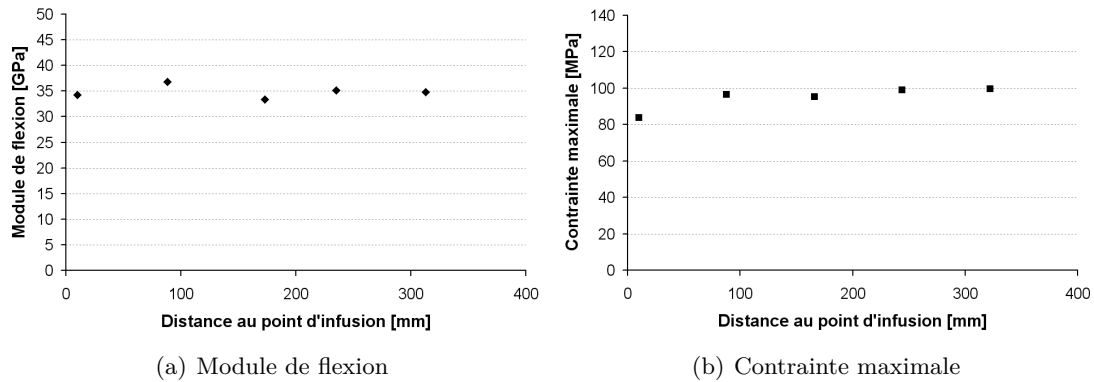 50
45
40
35
30
25
20
15
10
5
0
Module de flexion [GPa]
0 100 200 300 400
Distance au point d'infusion [mm]
(a) Module de flexion
140
120
100
80
60
40
20
0
Contrainte maximale [MPa]
0 100 200 300 400
Distance au point d'infusion [mm]
(b) Contrainte maximale